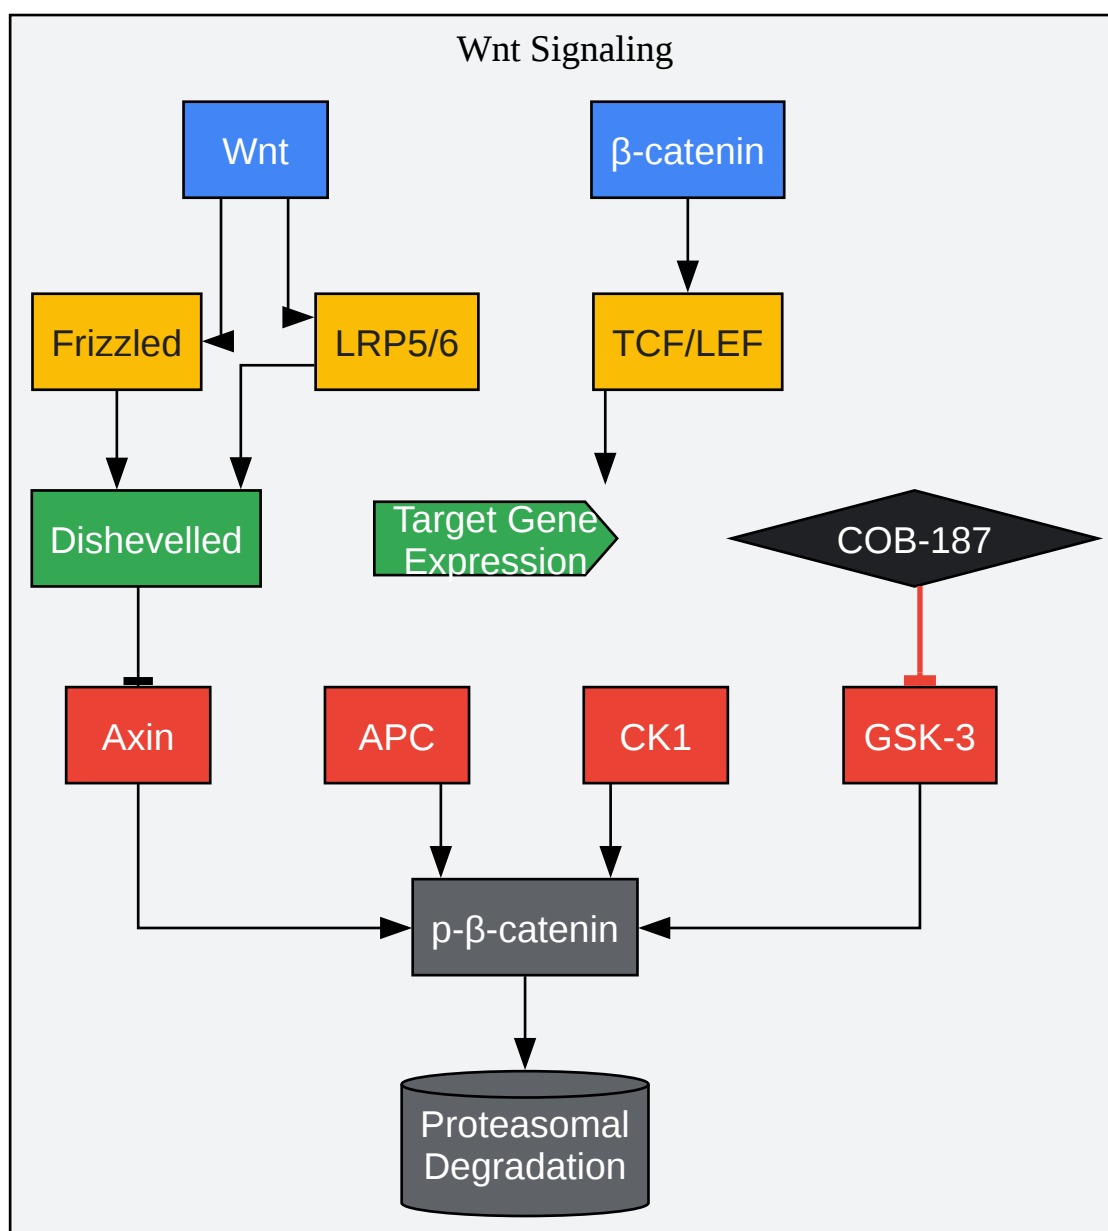 Wnt Signaling
Wnt
β-catenin
Frizzled
LRP5/6
TCF/LEF
Dishevelled
Target Gene
Expression
COB-187
Axin
APC
CK1
GSK-3
p-β-catenin
Proteasomal
Degradation